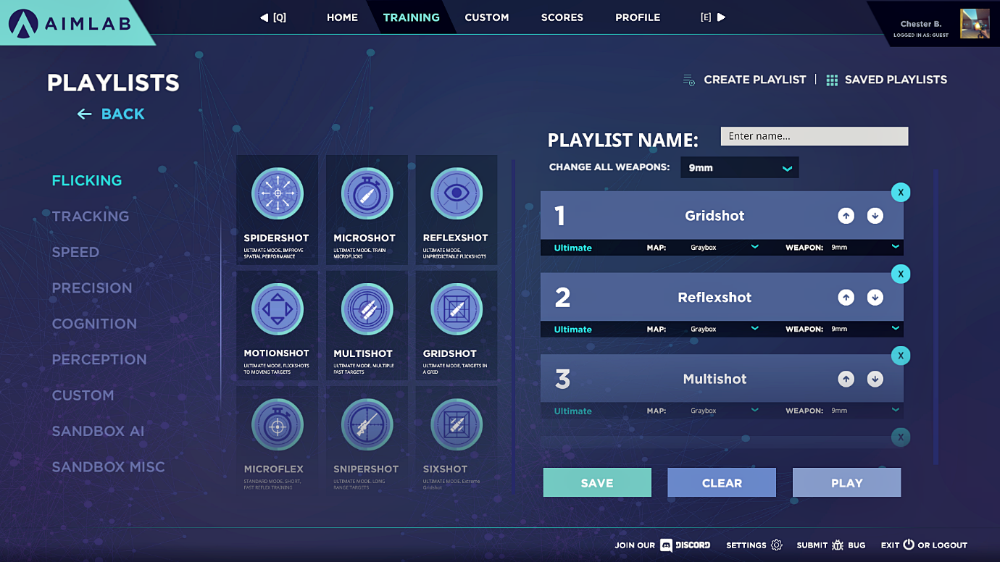 AIMLAB
[Q]
HOME
TRAINING
CUSTOM
SCORES
PROFILE
[E]
Chester B.
LOGGED IN AS: GUEST
PLAYLISTS
BACK
CREATE PLAYLIST
SAVED PLAYLISTS
FLICKING
TRACKING
SPEED
PRECISION
COGNITION
PERCEPTION
CUSTOM
SANDBOX AI
SANDBOX MISC
SPIDERSHOT
ULTIMATE MODE, IMPROVE
SPATIAL PERFORMANCE
MICROSHOT
ULTIMATE MODE, TRAIN
MICROFLICKS
REFLEXSHOT
ULTIMATE MODE,
UNPREDICTABLE FLICKSHOTS
MOTIONSHOT
ULTIMATE MODE, FLICKSHOTS
TO MOVING TARGETS
MULTISHOT
ULTIMATE MODE, MULTIPLE
FAST TARGETS
GRIDSHOT
ULTIMATE MODE, TARGETS IN
A GRID
MICROFLEX
STANDARD MODE, SHORT,
FAST REFLEX TRAINING
SNIPERSHOT
ULTIMATE MODE, LONG
RANGE TARGETS
SIXSHOT
ULTIMATE MODE, Extreme
Gridshot
PLAYLIST NAME:
Enter name...
CHANGE ALL WEAPONS:
9mm
X
1
Gridshot
Ultimate
MAP:
Graybox
WEAPON:
9mm
X
2
Reflexshot
Ultimate
MAP:
Graybox
WEAPON:
9mm
X
3
Multishot
Ultimate
MAP:
Graybox
WEAPON:
9mm
X
SAVE
CLEAR
PLAY
JOIN OUR DISCORD
SETTINGS
SUBMIT BUG
EXIT OR LOGOUT